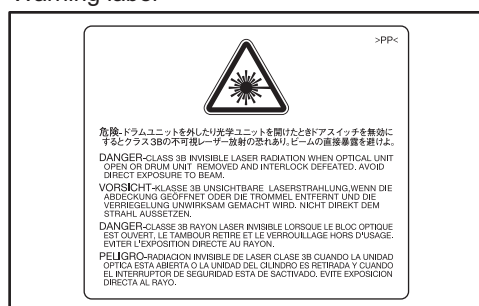 Warning label
>PP<
危険-ドラムユニットを外したり光学ユニットを開けたときドアスイッチを無効に
するとクラス3Bの不可視レーザー放射の恐れあり。ビームの直接暴露を避けよ。
DANGER-CLASS 3B INVISIBLE LASER RADIATION WHEN OPTICAL UNIT
OPEN OR DRUM UNIT REMOVED AND INTERLOCK DEFEATED. AVOID
DIRECT EXPOSURE TO BEAM.
VORSICHT-KLASSE 3B UNSICHTBARE LASERSTRAHLUNG,WENN DIE
ABDECKUNG GEÖFFNET ODER DIE TROMMEL ENTFERNT UND DIE
VERRIEGELUNG UNWIRKSAM GEMACHT WIRD. NICHT DIREKT DEM
STRAHL AUSSETZEN.
DANGER-CLASSE 3B RAYON LASER INVISIBLE LORSQUE LE BLOC OPTIQUE
EST OUVERT, LE TAMBOUR RETIRE ET LE VERROUILLAGE HORS D'USAGE.
EVITER L'EXPOSITION DIRECTE AU RAYON.
PELIGRO-RADIACION INVISIBLE DE LASER CLASE 3B CUANDO LA UNIDAD
OPTICA ESTA ABIERTA O LA UNIDAD DEL CILINDRO ES RETIRADA Y CUANDO
EL INTERRUPTOR DE SEGURIDAD ESTA DE SACTIVADO. EVITE EXPOSICION
DIRECTA AL RAYO.